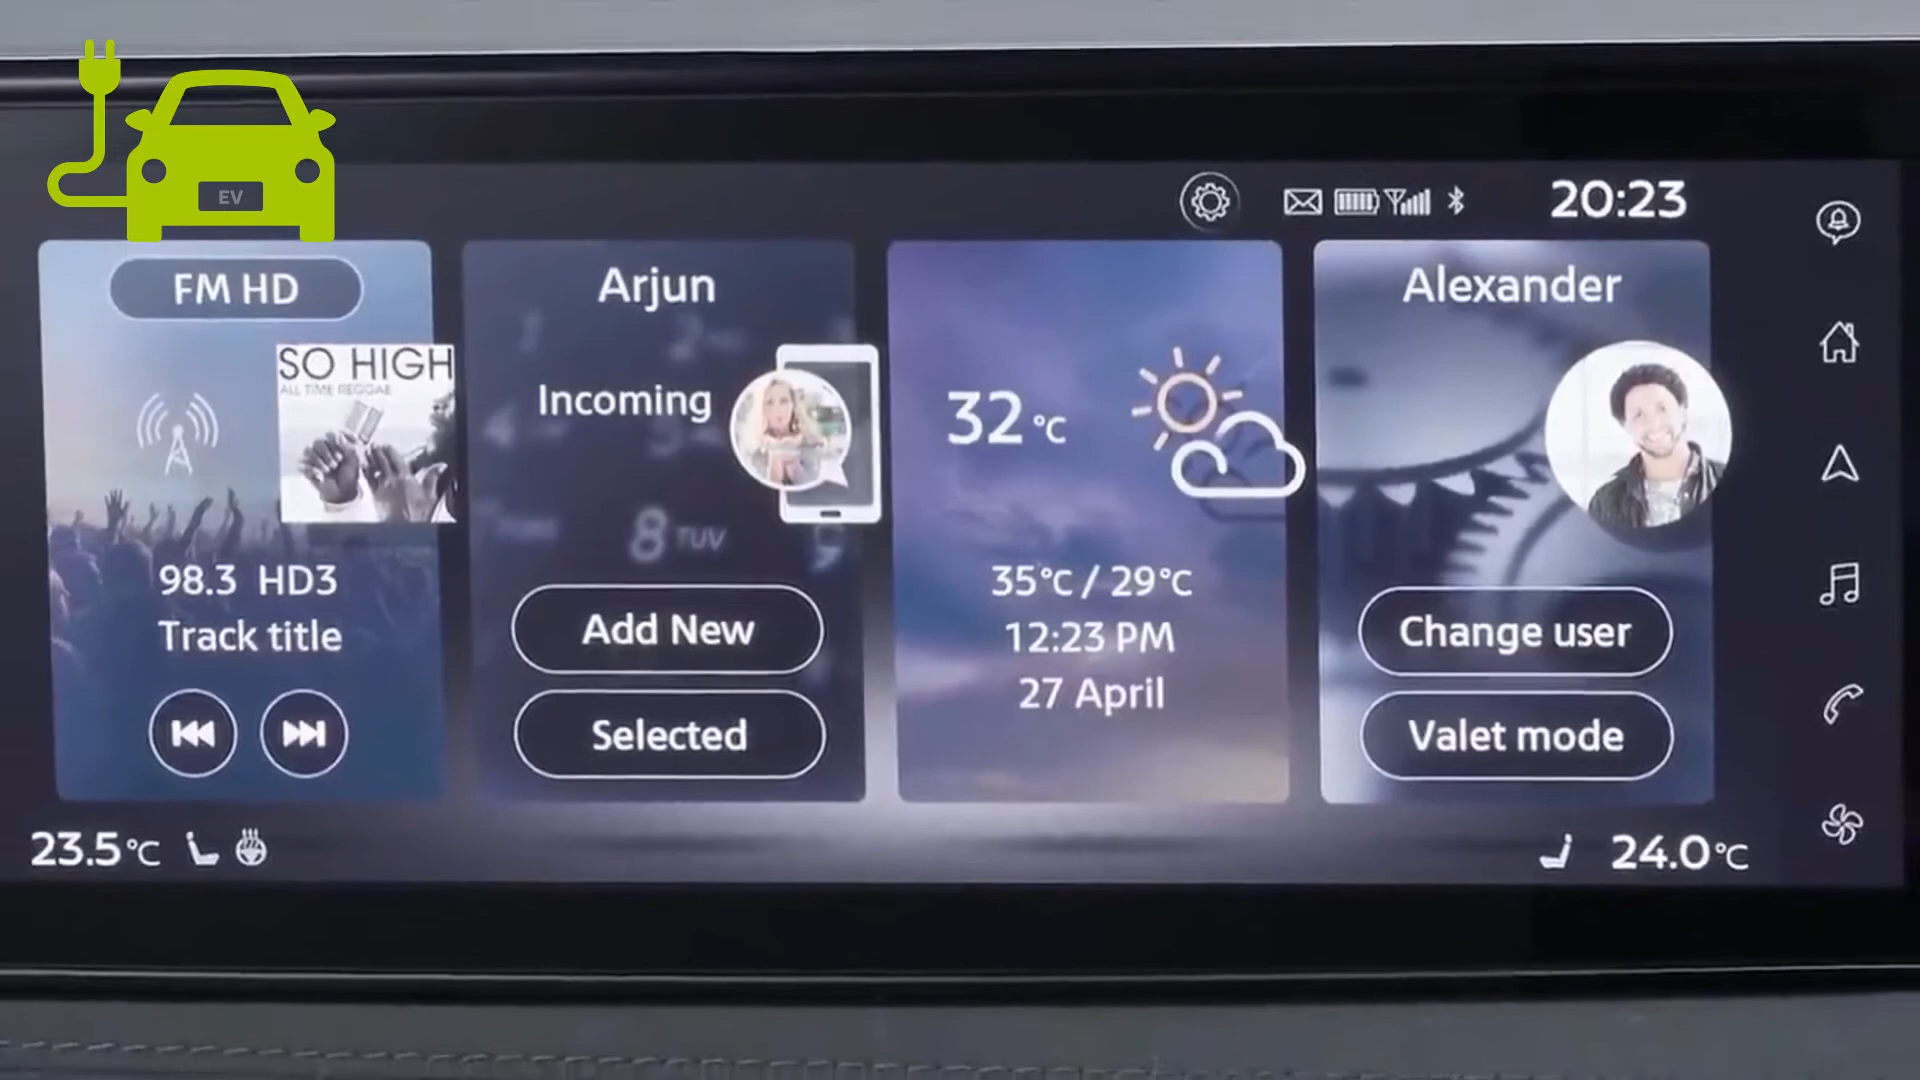 EV
20:23
FM HD
SO HIGH
ALL TIME REGGAE
98.3 HD3
Track title
Arjun
Incoming
8 TUV
Add New
Selected
32°C
35°C / 29°C
12:23 PM
27 April
Alexander
Change user
Valet mode
23.5°C
24.0°C